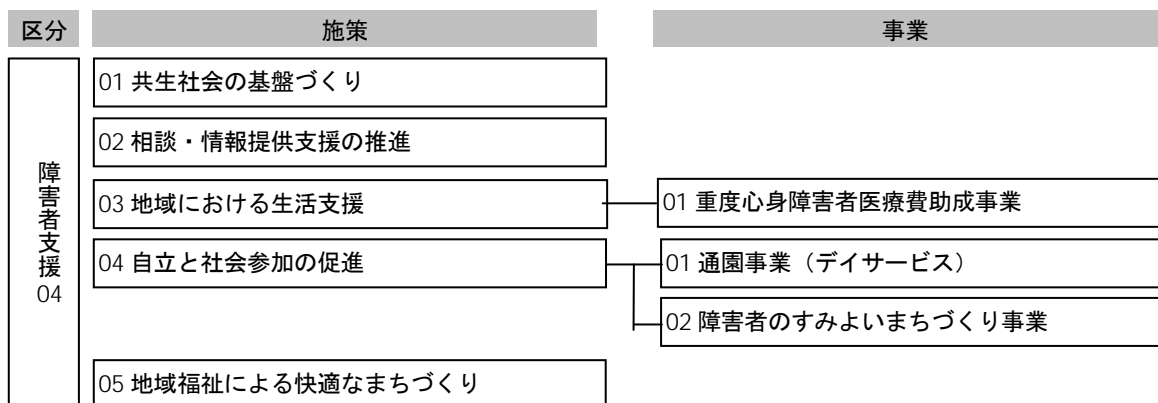 区分
施策
事業
障害者支援04
01 共生社会の基盤づくり
02 相談・情報提供支援の推進
03 地域における生活支援
01 重度心身障害者医療費助成事業
04 自立と社会参加の促進
01 通園事業（デイサービス）
02 障害者のすみよいまちづくり事業
05 地域福祉による快適なまちづくり